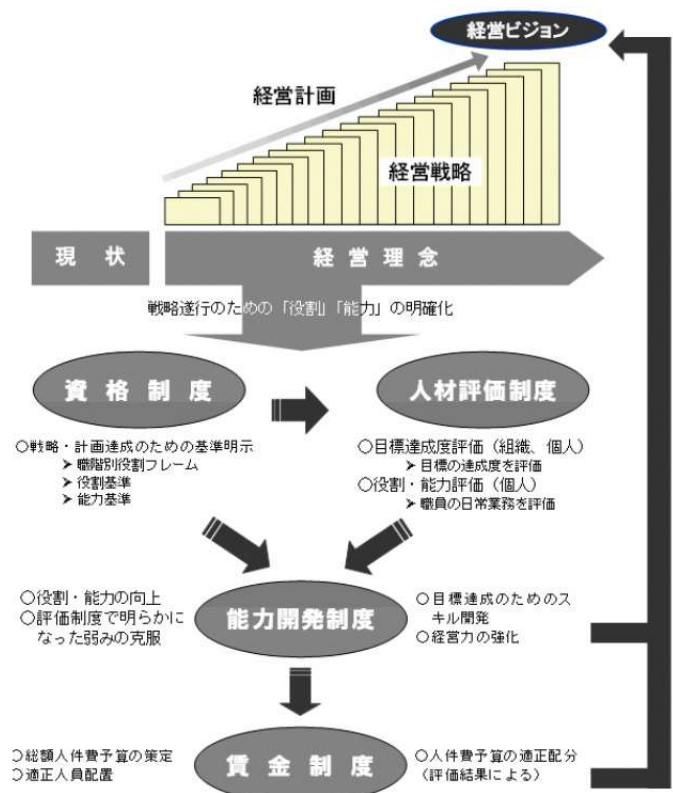 経営ビジョン
経営計画
経営戦略
現 状
経 営 理 念
戦略遂行のための「役割」「能力」の明確化
資 格 制 度
人材評価制度
○戦略・計画達成のための基準明示
➤ 職階別役割フレーム
➤ 役割基準
➤ 能力基準
○目標達成度評価（組織、個人）
➤ 目標の達成度を評価
○役割・能力評価（個人）
➤ 職員の日常業務を評価
○役割・能力の向上
○評価制度で明らかに
なった弱みの克服
能力開発制度
○目標達成のためのス
キル開発
○経営力の強化
○総額人件費予算の策定
○適正人員配置
賃 金 制 度
○人件費予算の適正配分
（評価結果による）